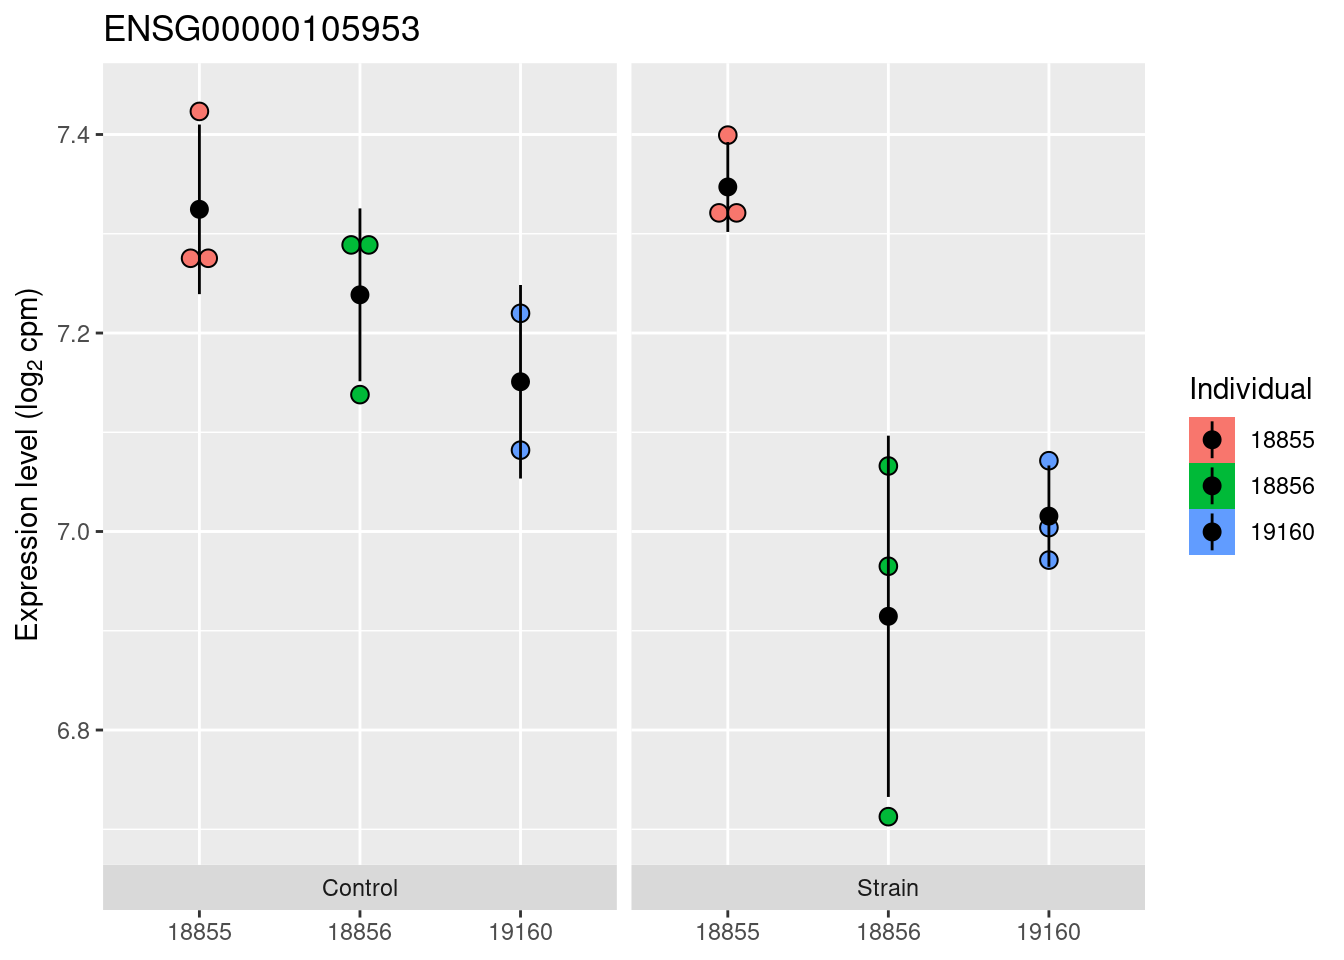 ENSG00000105953
Expression level (log₂ cpm)
7.4
7.2
7.0
6.8
Control
Strain
18855
18856
19160
18855
18856
19160
Individual
18855
18856
19160